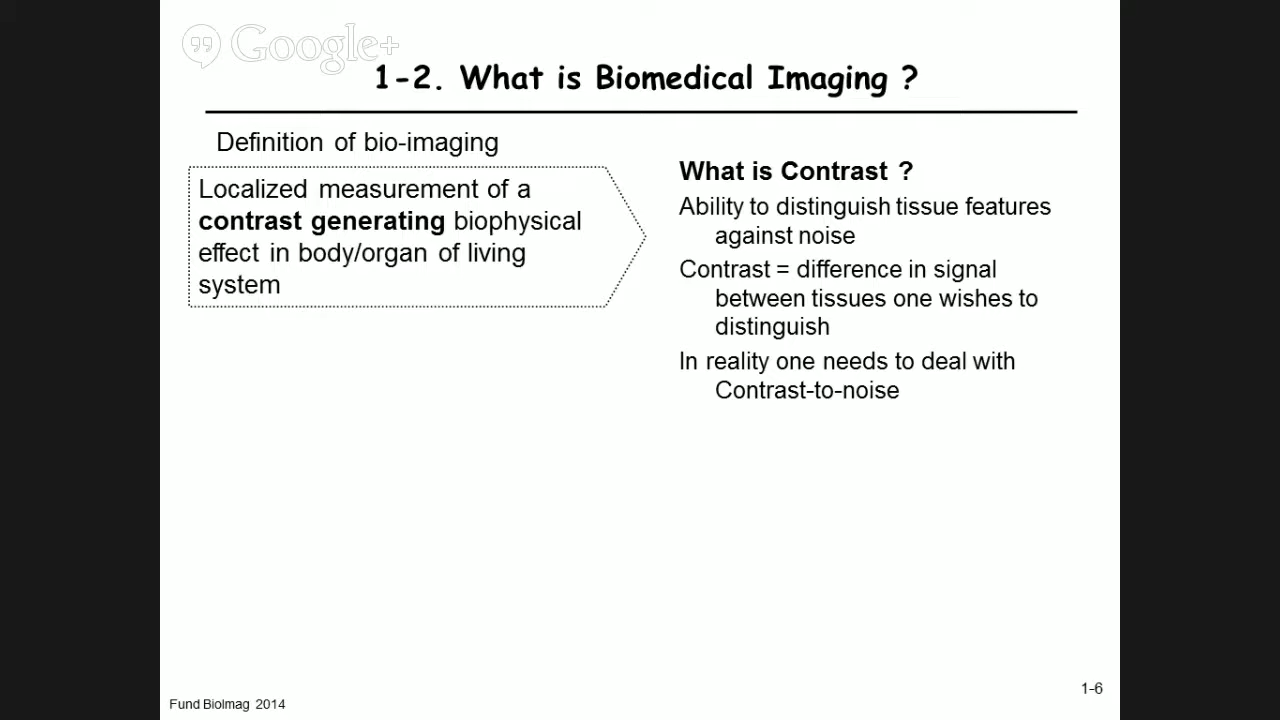 Google+
1-2. What is Biomedical Imaging ?
Definition of bio-imaging
Localized measurement of a
contrast generating biophysical
effect in body/organ of living
system
What is Contrast ?
Ability to distinguish tissue features
against noise
Contrast = difference in signal
between tissues one wishes to
distinguish
In reality one needs to deal with
Contrast-to-noise
1-6
Fund BioImag 2014